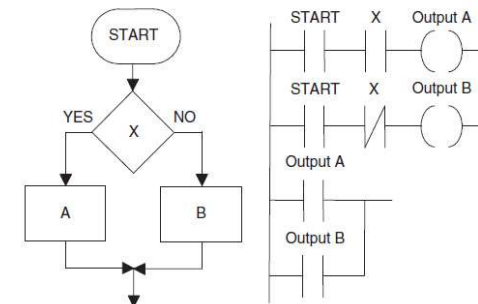 START
YES
X
NO
A
B
START X Output A
START X Output B
Output A
Output B